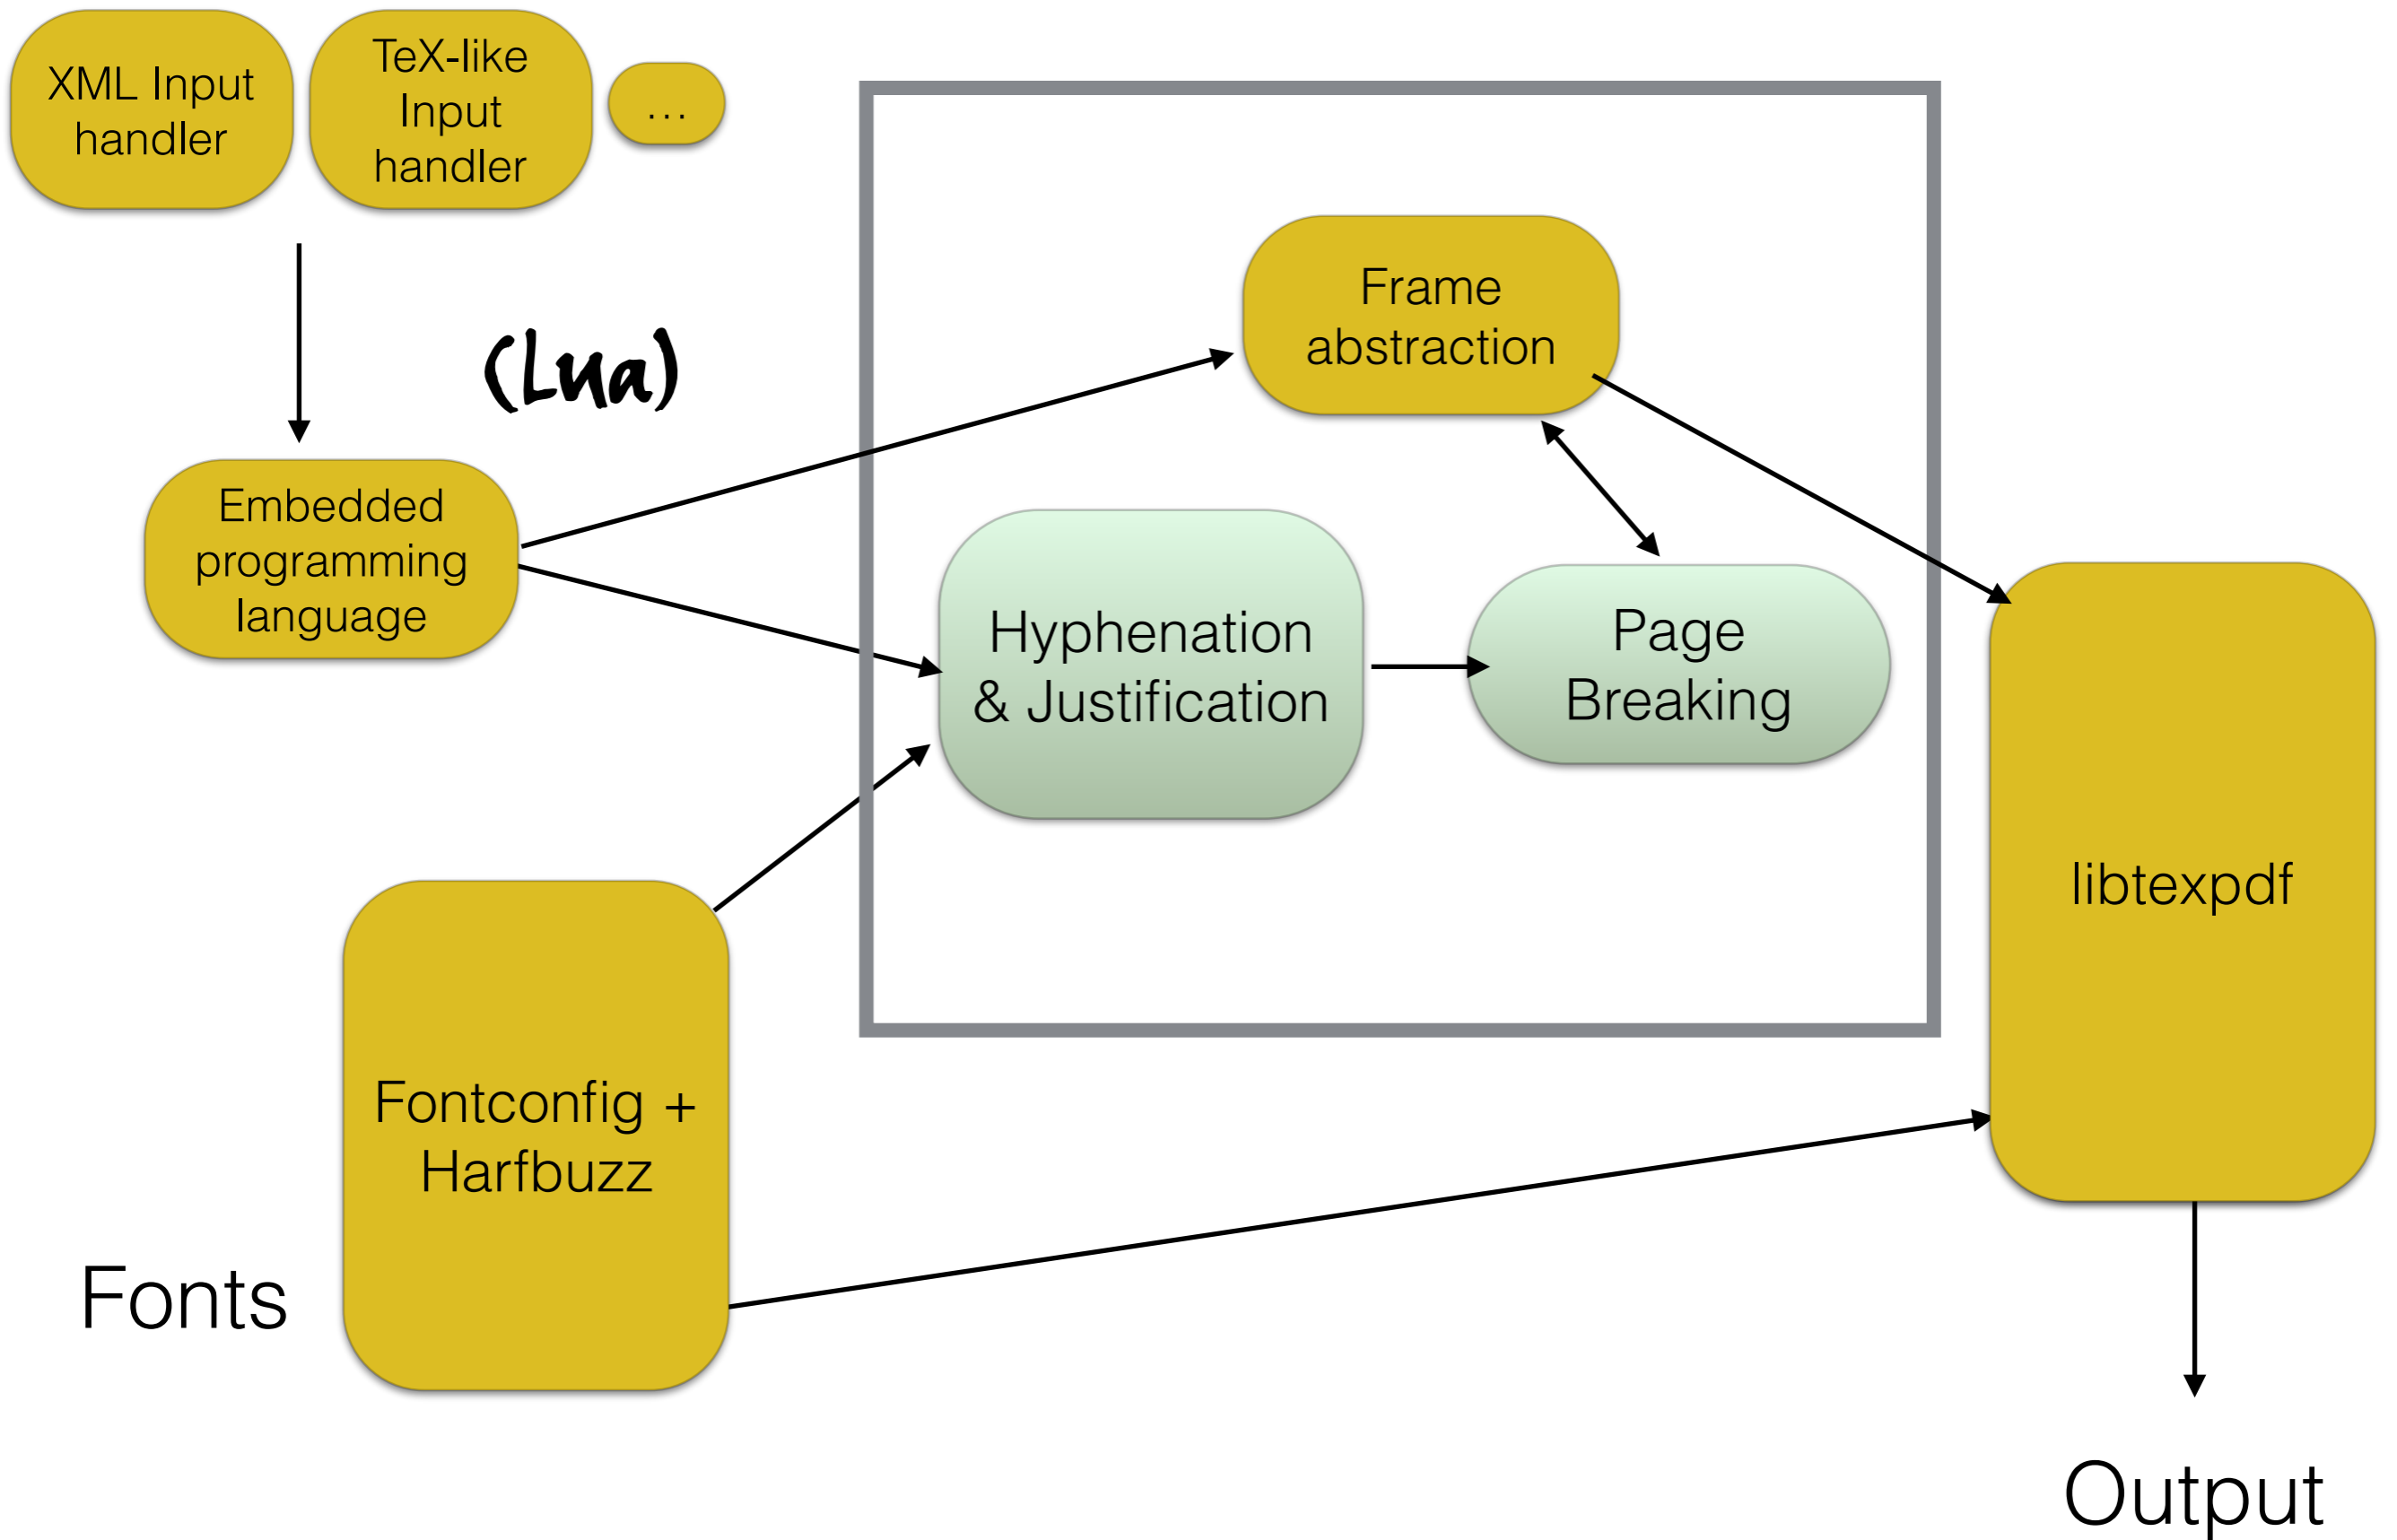 XML Input
handler
TeX-like
Input
handler
...
(Lua)
Embedded
programming
language
Frame
abstraction
Hyphenation
& Justification
Page
Breaking
libtexpdf
Fontconfig +
Harfbuzz
Fonts
Output